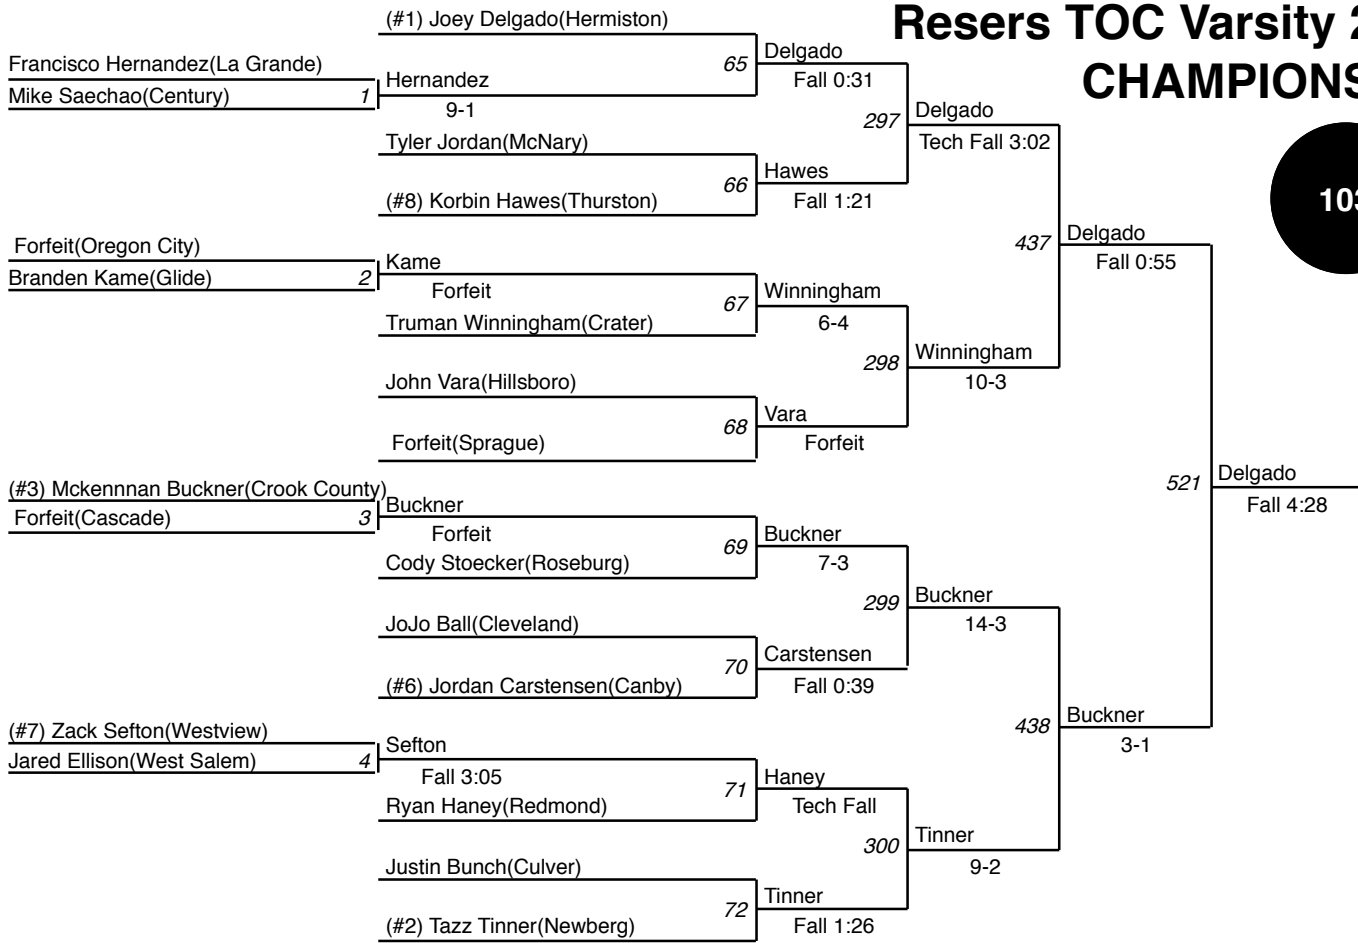 Resers TOC Varsity 2
CHAMPIONS
103
(#1) Joey Delgado(Hermiston)
Francisco Hernandez(La Grande)
Mike Saechao(Century)
1
Hernandez
9-1
65
Delgado
Fall 0:31
Tyler Jordan(McNary)
(#8) Korbin Hawes(Thurston)
66
Hawes
Fall 1:21
297
Delgado
Tech Fall 3:02
Forfeit(Oregon City)
Branden Kame(Glide)
2
Kame
Forfeit
Truman Winningham(Crater)
67
Winningham
6-4
John Vara(Hillsboro)
Forfeit(Sprague)
68
Vara
Forfeit
298
Winningham
10-3
437
Delgado
Fall 0:55
(#3) Mckennnan Buckner(Crook County)
Forfeit(Cascade)
3
Buckner
Forfeit
Cody Stoecker(Roseburg)
69
Buckner
7-3
JoJo Ball(Cleveland)
(#6) Jordan Carstensen(Canby)
70
Carstensen
Fall 0:39
299
Buckner
14-3
(#7) Zack Sefton(Westview)
Jared Ellison(West Salem)
4
Sefton
Fall 3:05
Ryan Haney(Redmond)
71
Haney
Tech Fall
Justin Bunch(Culver)
(#2) Tazz Tinner(Newberg)
72
Tinner
Fall 1:26
300
Tinner
9-2
438
Buckner
3-1
521
Delgado
Fall 4:28